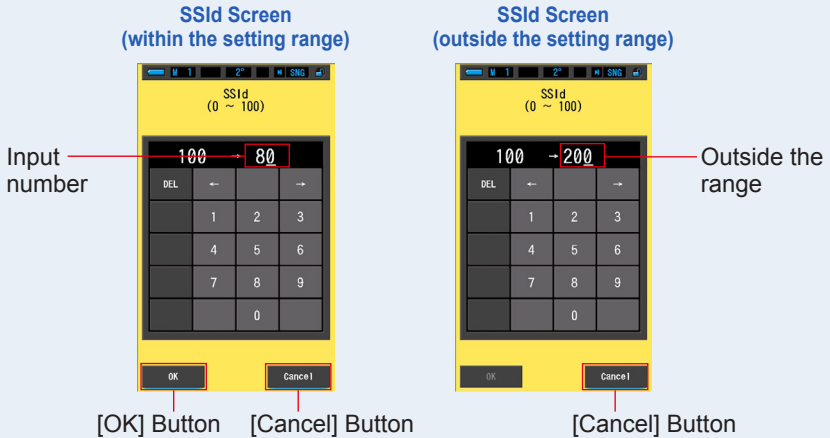 SSId Screen
(within the setting range)
M 1 2° SNG
SSId
(0 ~ 100)
100 → 80
DEL ← →
1 2 3
4 5 6
7 8 9
0
OK Cancel
Input
number
[OK] Button [Cancel] Button
SSId Screen
(outside the setting range)
M 1 2° SNG
SSId
(0 ~ 100)
100 → 200
DEL ← →
1 2 3
4 5 6
7 8 9
0
OK Cancel
Outside the
range
[Cancel] Button